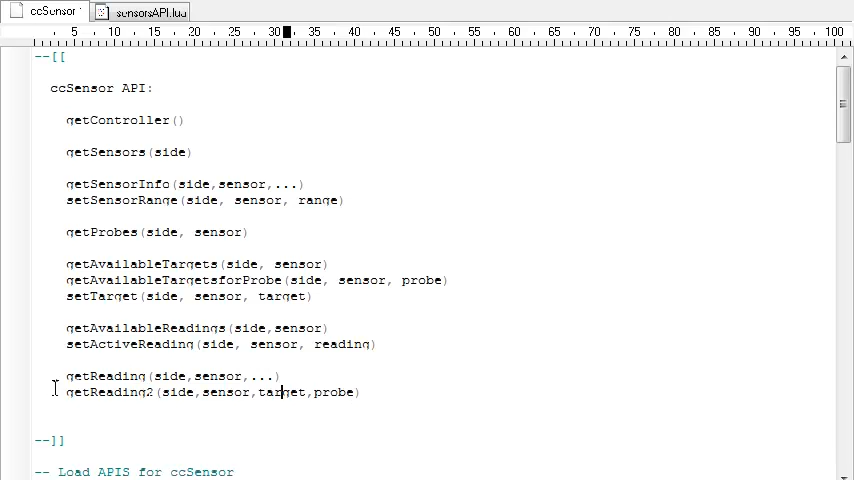 ccSensor
sensorsAPI.lua
5 10 15 20 25 30 35 40 45 50 55 60 65 70 75 80 85 90 95 100
--[[
ccSensor API:
getController()
getSensors(side)
getSensorInfo(side,sensor,...)
setSensorRange(side, sensor, range)
getProbes(side, sensor)
getAvailableTargets(side, sensor)
getAvailableTargetsforProbe(side, sensor, probe)
setTarget(side, sensor, target)
getAvailableReadings(side,sensor)
setActiveReading(side, sensor, reading)
getReading(side,sensor,...)
getReading2(side,sensor,target,probe)
--]]
-- Load APIS for ccSensor